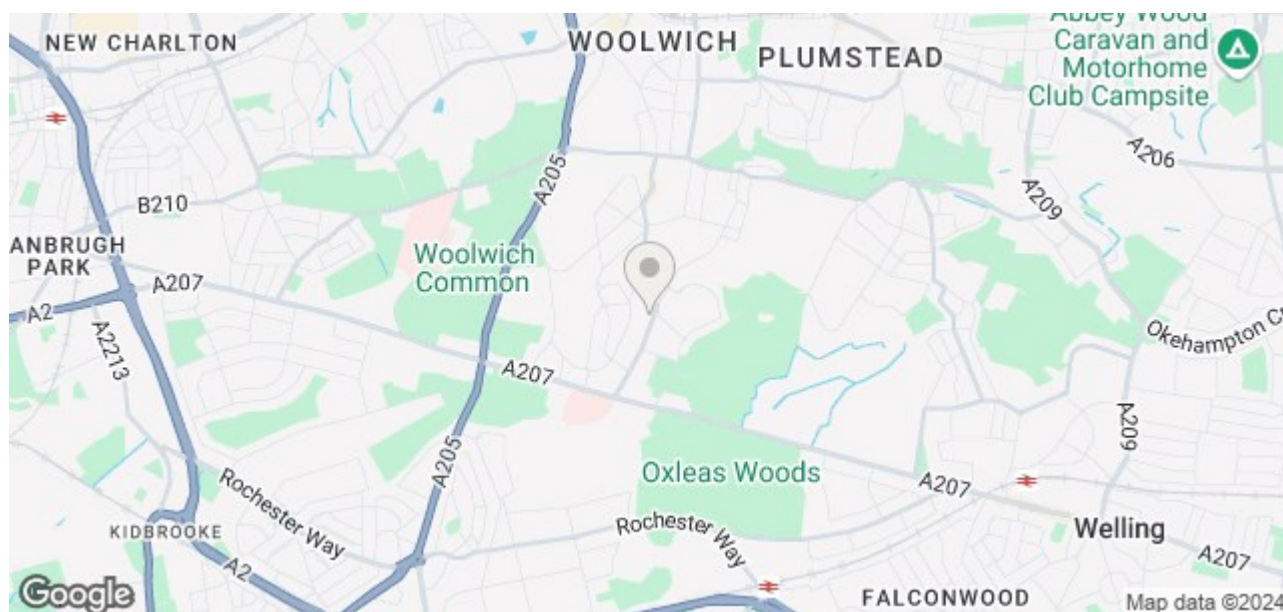 NEW CHARLTON
WOOLWICH
PLUMSTEAD
Abbey Wood
Caravan and
Motorhome
Club Campsite
A205
A206
A209
B210
ANBRUGH
PARK
Woolwich
Common
A207
A2
A2213
A207
Okehampton Cr
A209
A205
Oxleas Woods
A207
Rochester Way
Rochester Way
KIDBROOKE
Welling
A207
A2
FALCONWOOD
Google
Map data ©2024